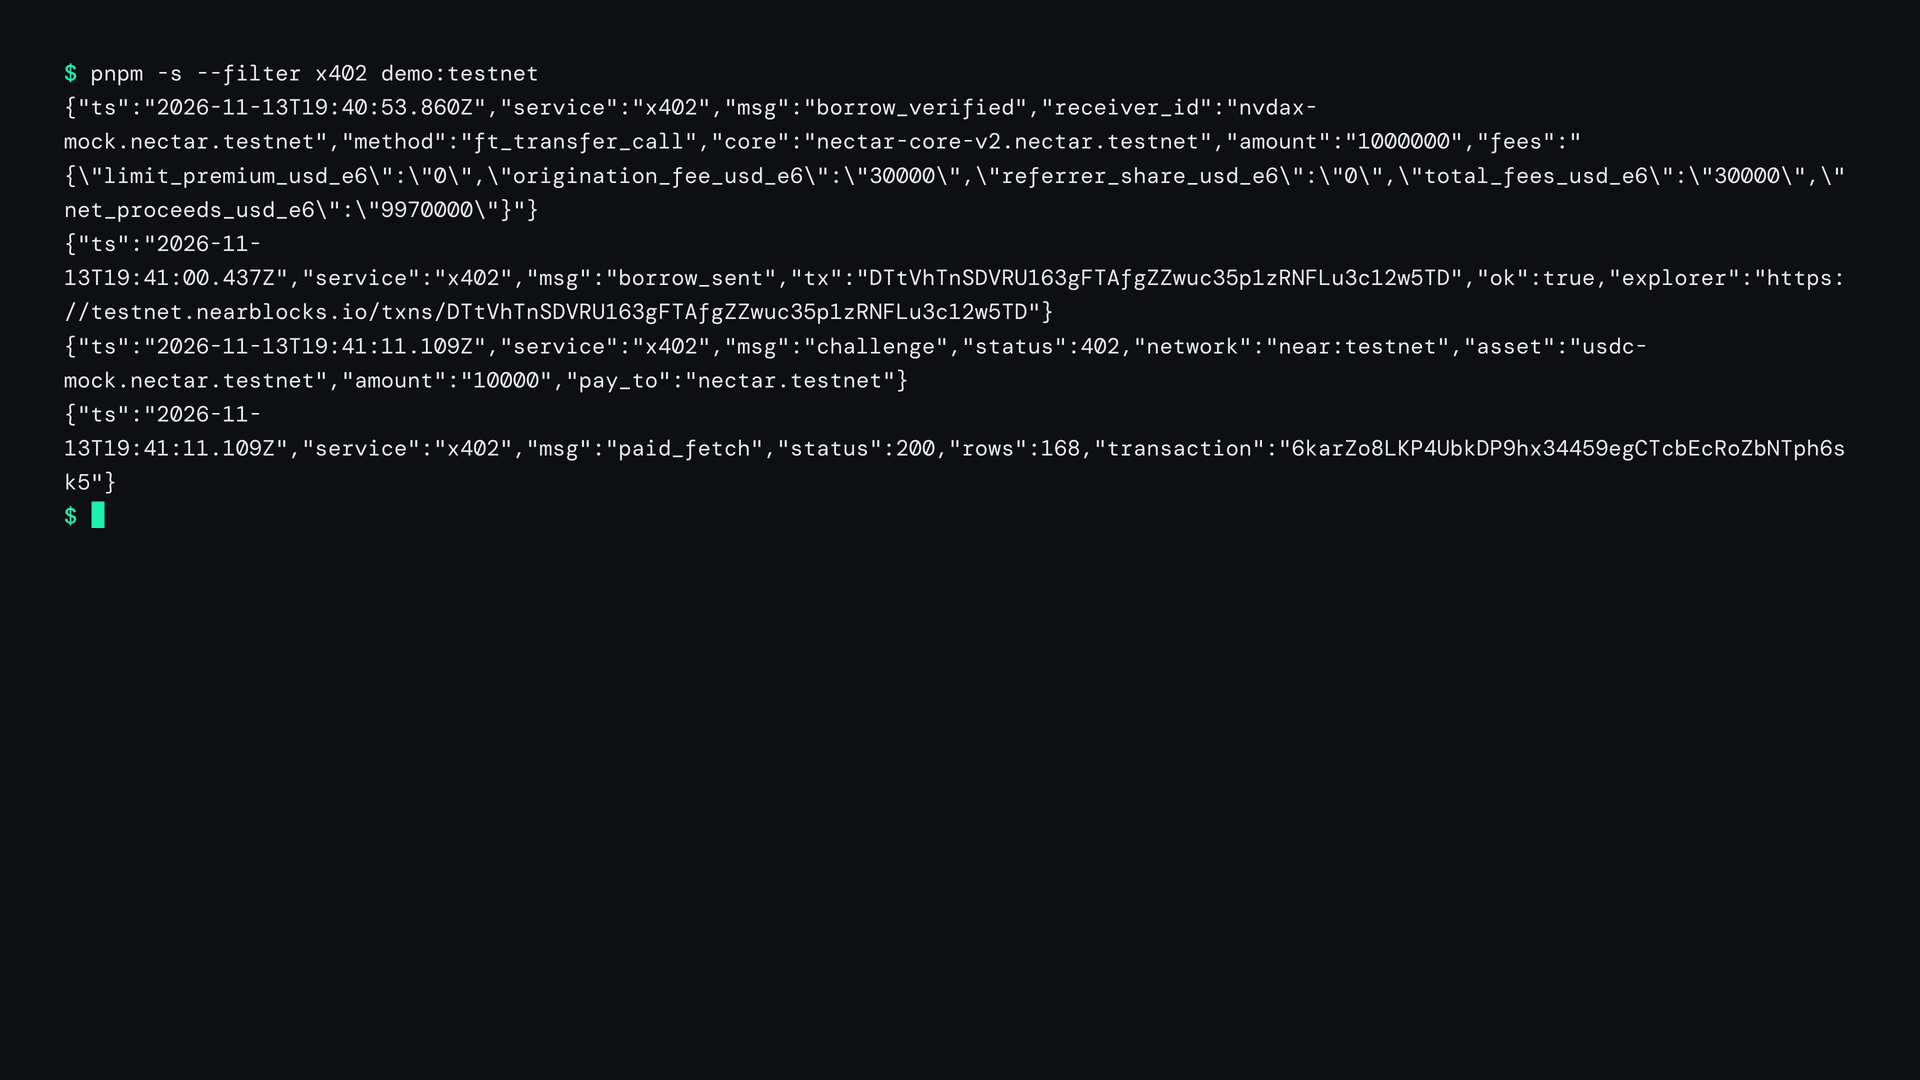 $ pnpm -s --filter x402 demo:testnet
{"ts":"2026-11-13T19:40:53.860Z","service":"x402","msg":"borrow_verified","receiver_id":"nvdax-
mock.nectar.testnet","method":"ft_transfer_call","core":"nectar-core-v2.nectar.testnet","amount":"1000000","fees":"
{\"limit_premium_usd_e6\":\"0\",\"origination_fee_usd_e6\":\"30000\",\"referrer_share_usd_e6\":\"0\",\"total_fees_usd_e6\":\"30000\",\"
net_proceeds_usd_e6\":\"9970000\"}"}
{"ts":"2026-11-
13T19:41:00.437Z","service":"x402","msg":"borrow_sent","tx":"DTtVhTnSDVRU163gFTAfgZZwuc35p1zRNFLu3c12w5TD","ok":true,"explorer":"https:
//testnet.nearblocks.io/txns/DTtVhTnSDVRU163gFTAfgZZwuc35p1zRNFLu3c12w5TD"}
{"ts":"2026-11-13T19:41:11.109Z","service":"x402","msg":"challenge","status":402,"network":"near:testnet","asset":"usdc-
mock.nectar.testnet","amount":"10000","pay_to":"nectar.testnet"}
{"ts":"2026-11-
13T19:41:11.109Z","service":"x402","msg":"paid_fetch","status":200,"rows":168,"transaction":"6karZo8LKP4UbkDP9hx34459egCTcbEcRoZbNTph6s
k5"}
$